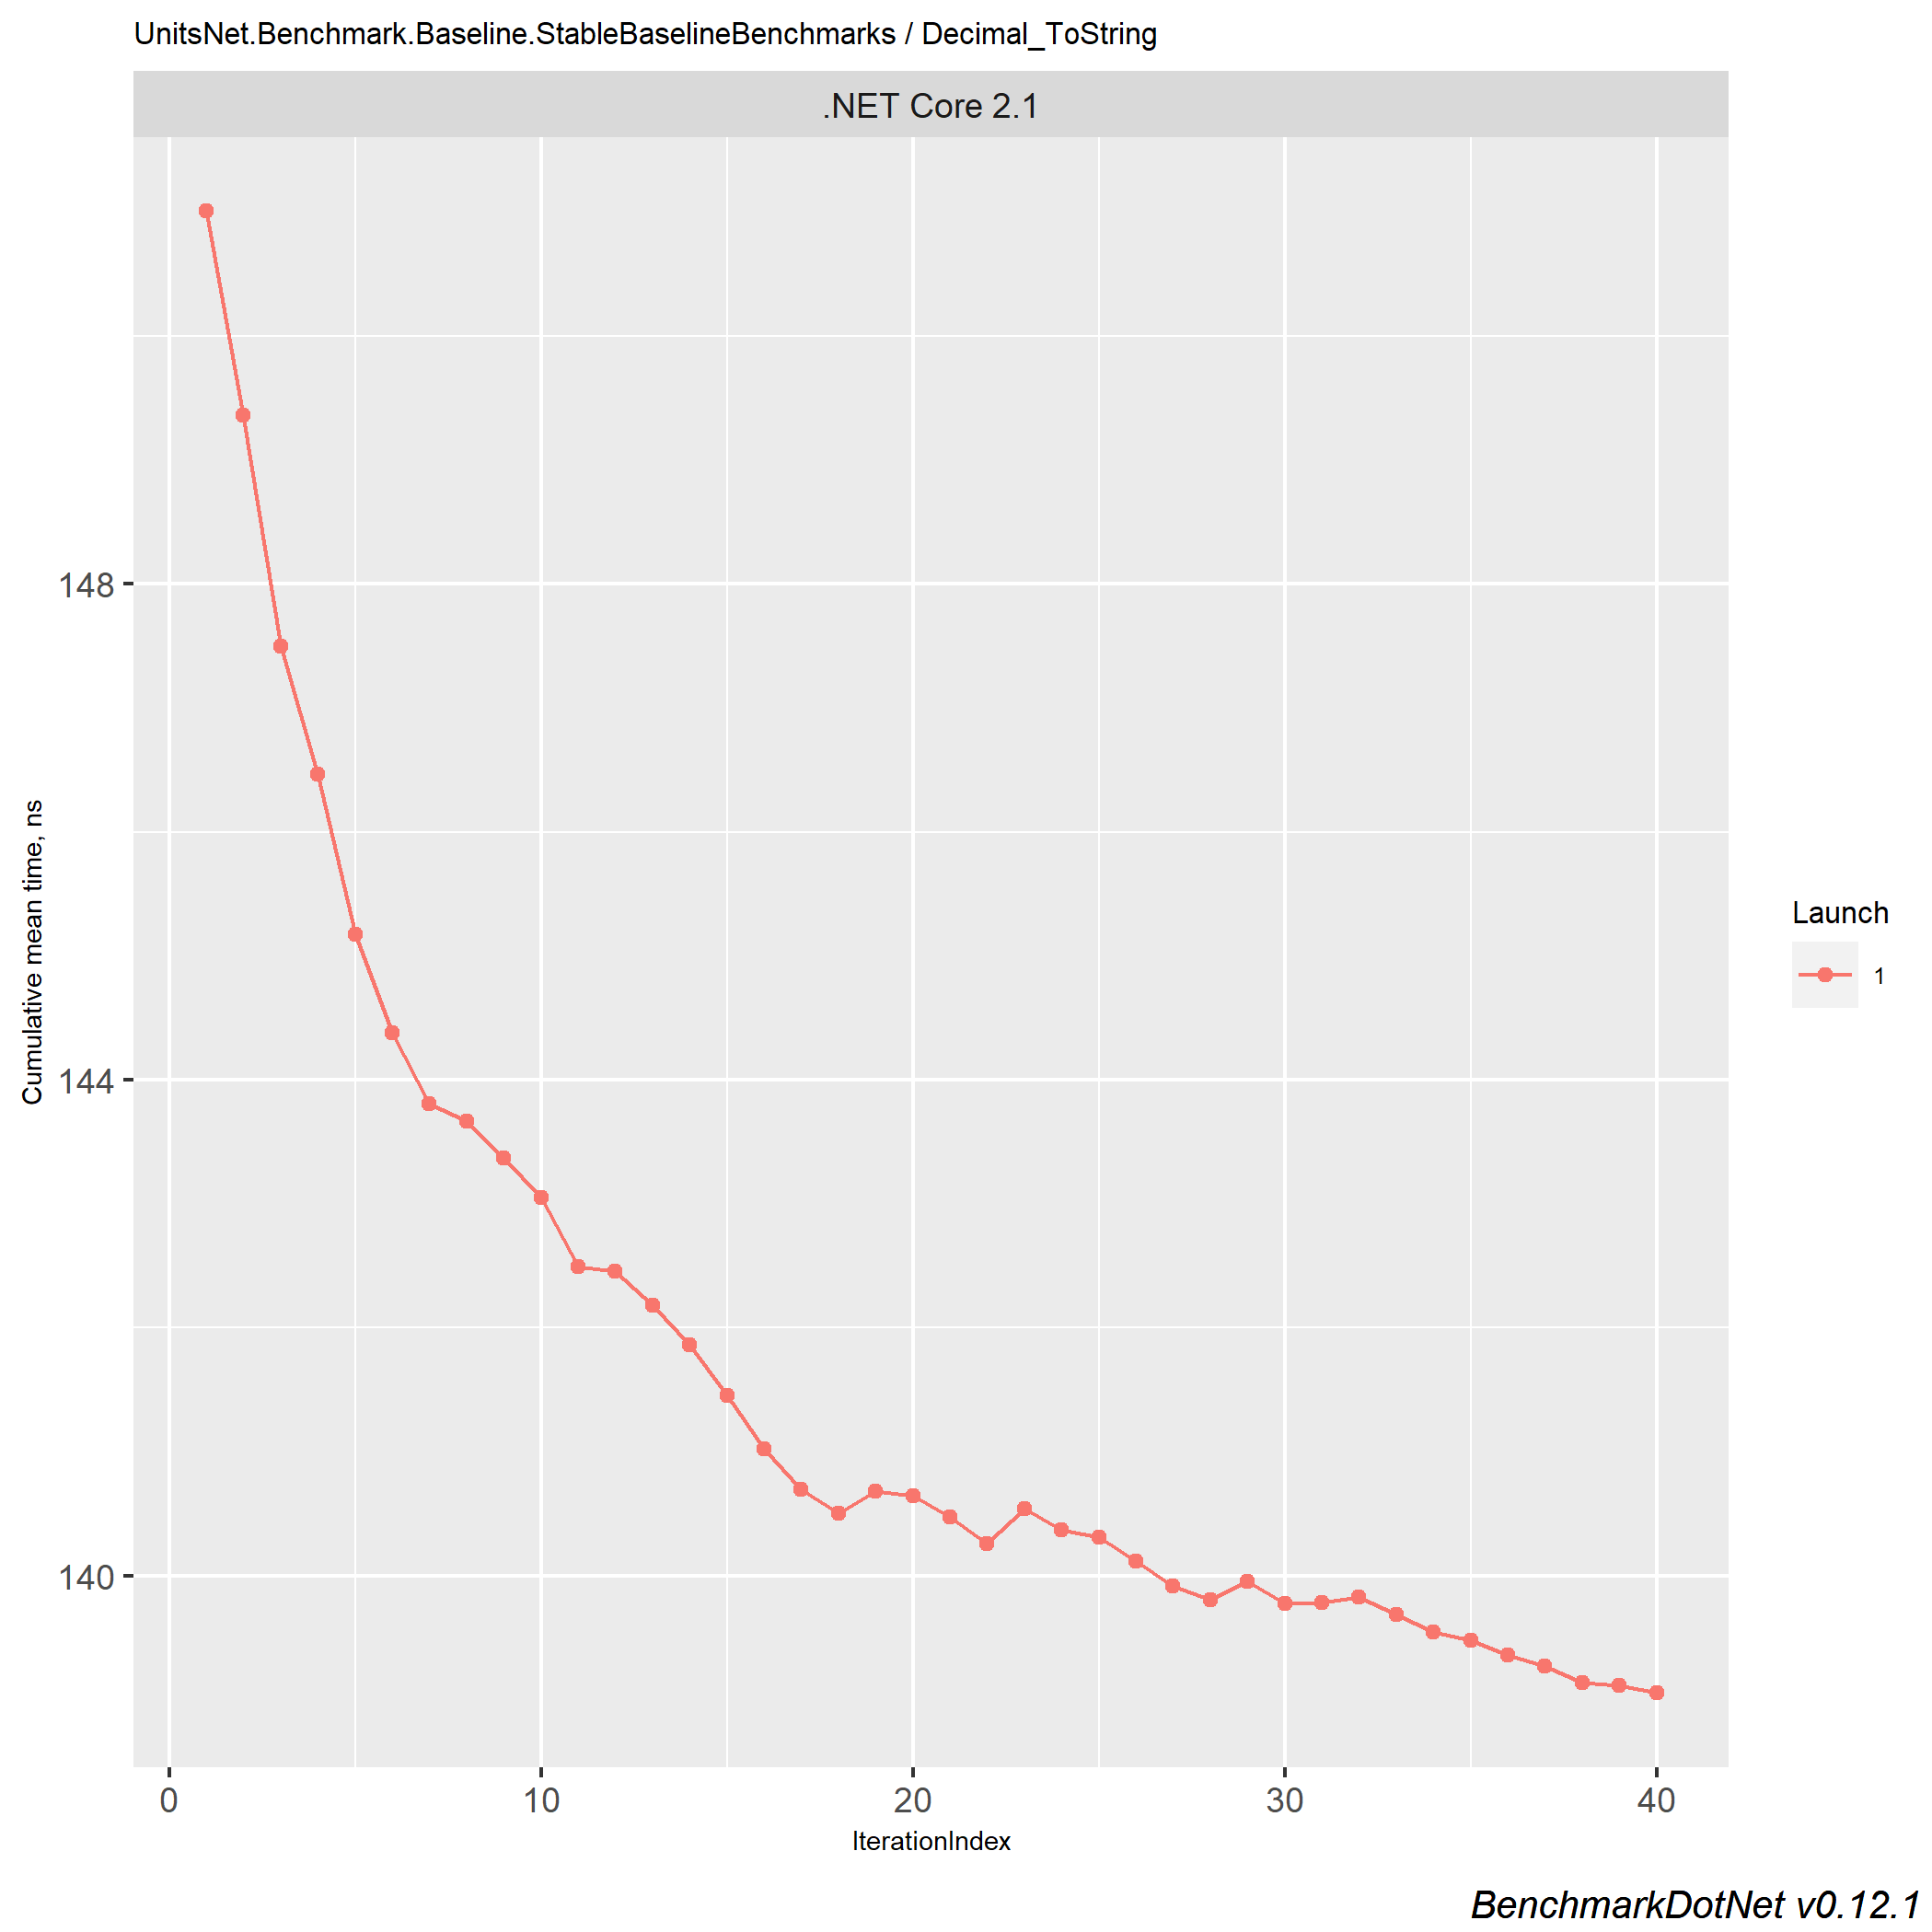 UnitsNet.Benchmark.Baseline.StableBaselineBenchmarks / Decimal_ToString
.NET Core 2.1
148
144
140
Cumulative mean time, ns
0 10 20 30 40
IterationIndex
Launch
1
BenchmarkDotNet v0.12.1